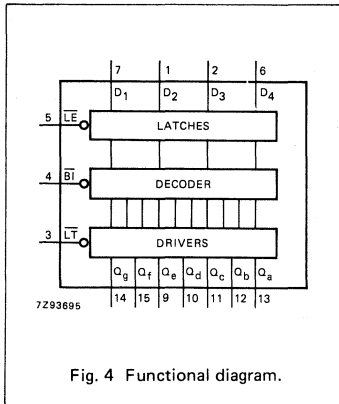 7 1 2 6
D1 D2 D3 D4
5 LE
LATCHES
4 BI
DECODER
3 LT
DRIVERS
Qg Qf Qe Qd Qc Qb Qa
7Z93695
14 15 9 10 11 12 13
Fig. 4 Functional diagram.